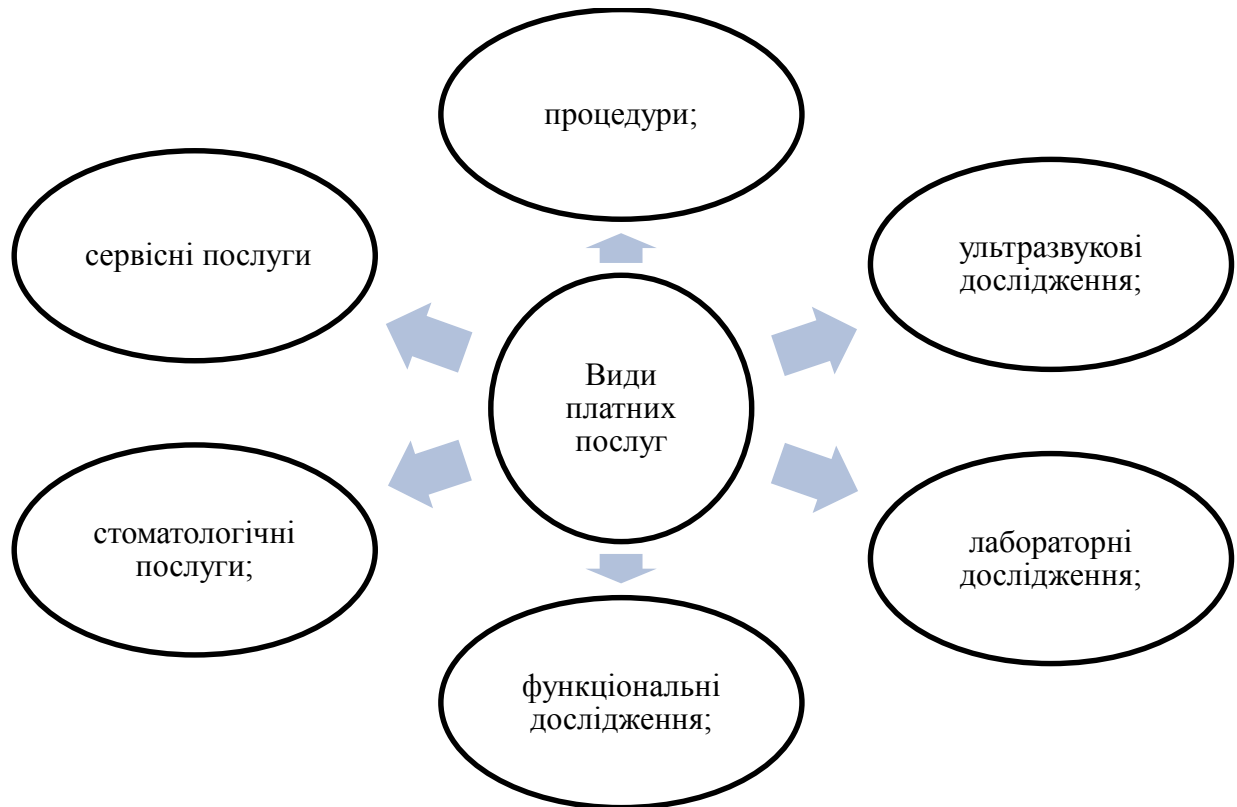 процедури;
сервісні послуги
ультразвукові
дослідження;
Види
платних
послуг
стоматологічні
послуги;
лабораторні
дослідження;
функціональні
дослідження;